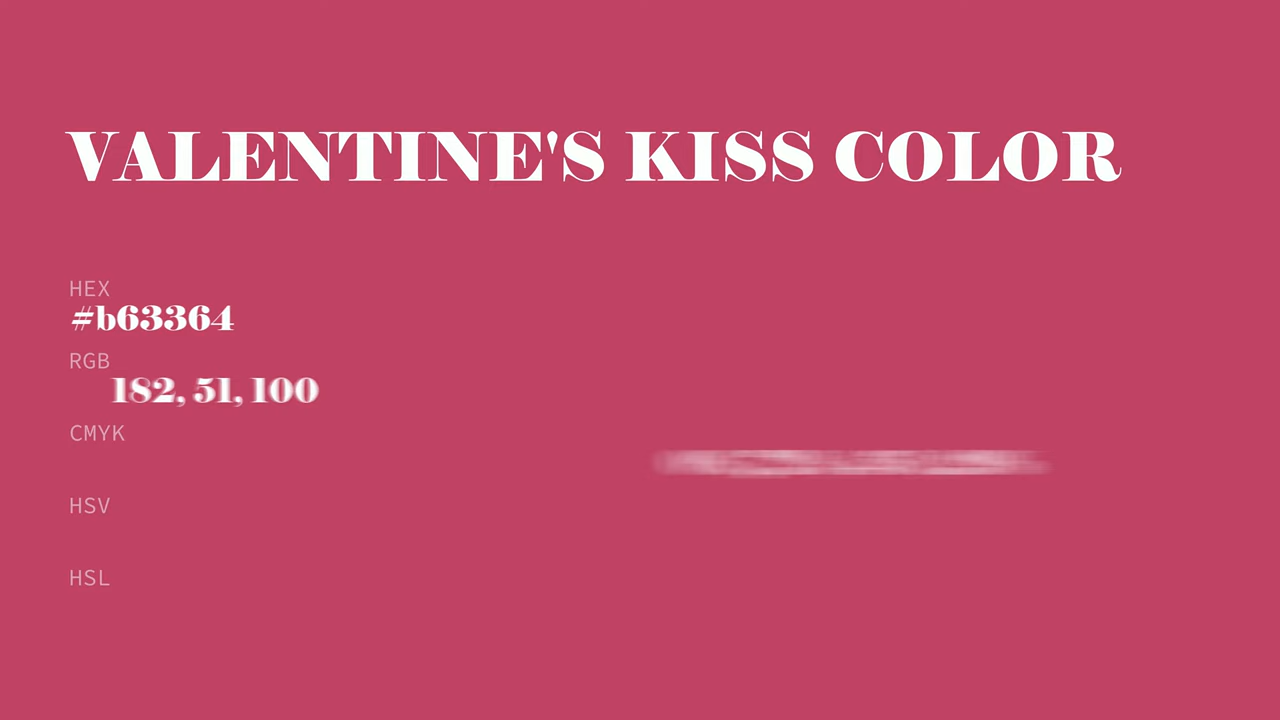 VALENTINE'S KISS COLOR
HEX
#b63364
RGB
182, 51, 100
CMYK
HSV
HSL